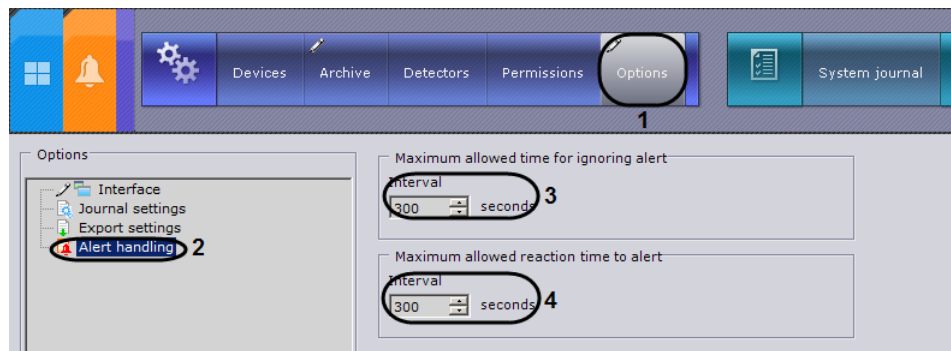 Devices
Archive
Detectors
Permissions
Options
System journal
1
Options
Interface
Journal settings
Export settings
Alert handling
2
Maximum allowed time for ignoring alert
Interval
300
seconds
3
Maximum allowed reaction time to alert
Interval
300
seconds
4